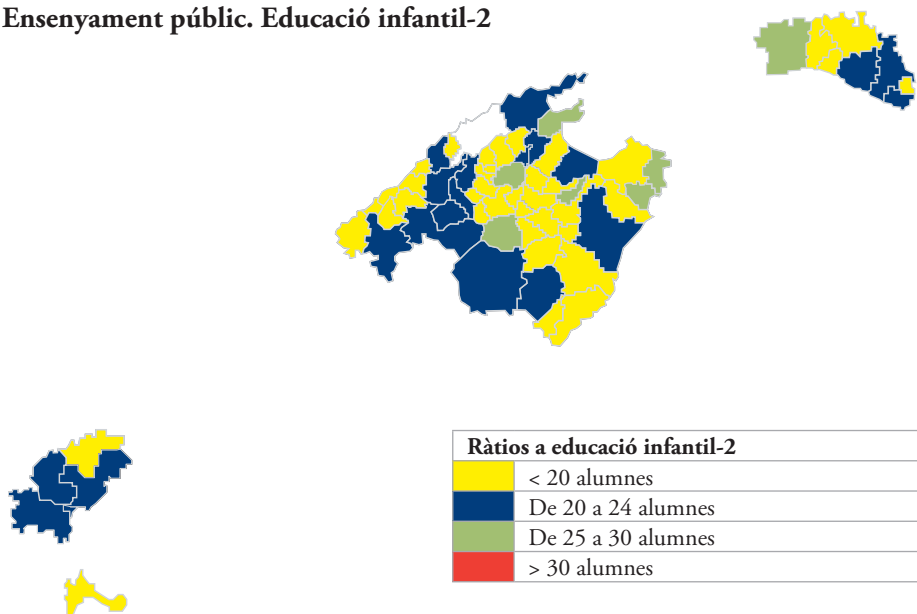 Ensenyament públic. Educació infantil-2
Ràtios a educació infantil-2
< 20 alumnes
De 20 a 24 alumnes
De 25 a 30 alumnes
> 30 alumnes